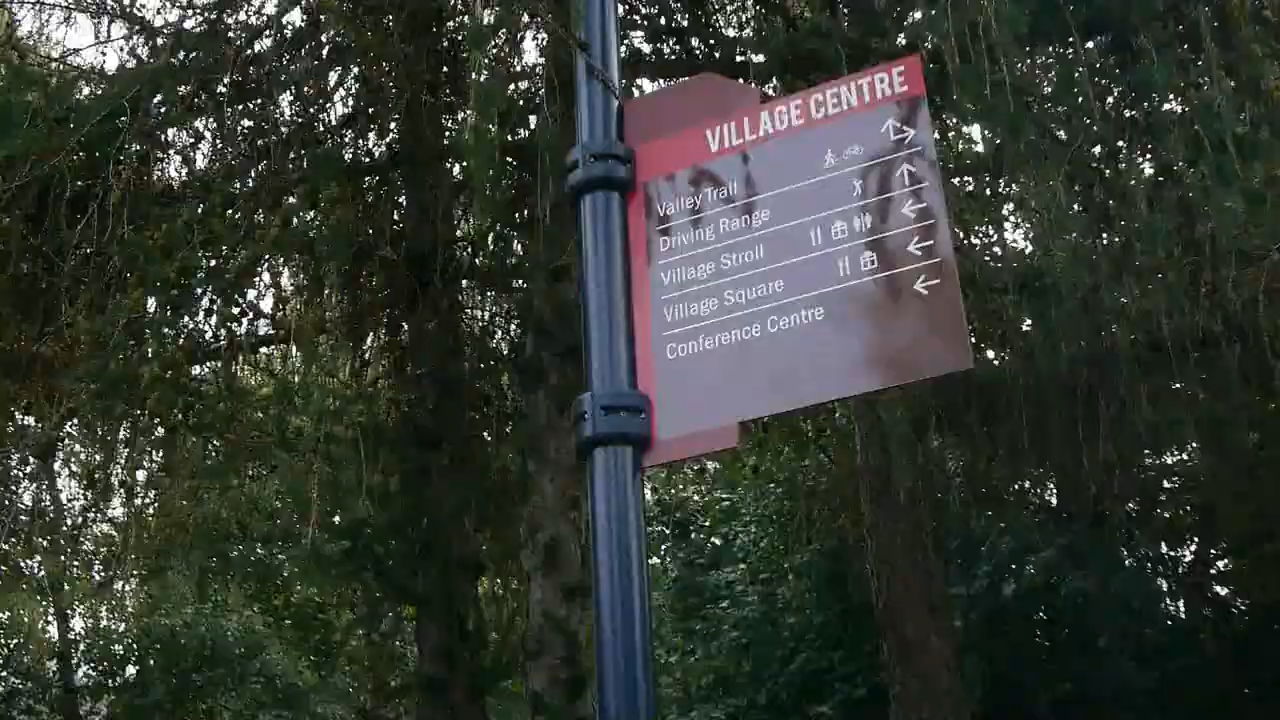 VILLAGE CENTRE
Valley Trail
Driving Range
Village Stroll
Village Square
Conference Centre